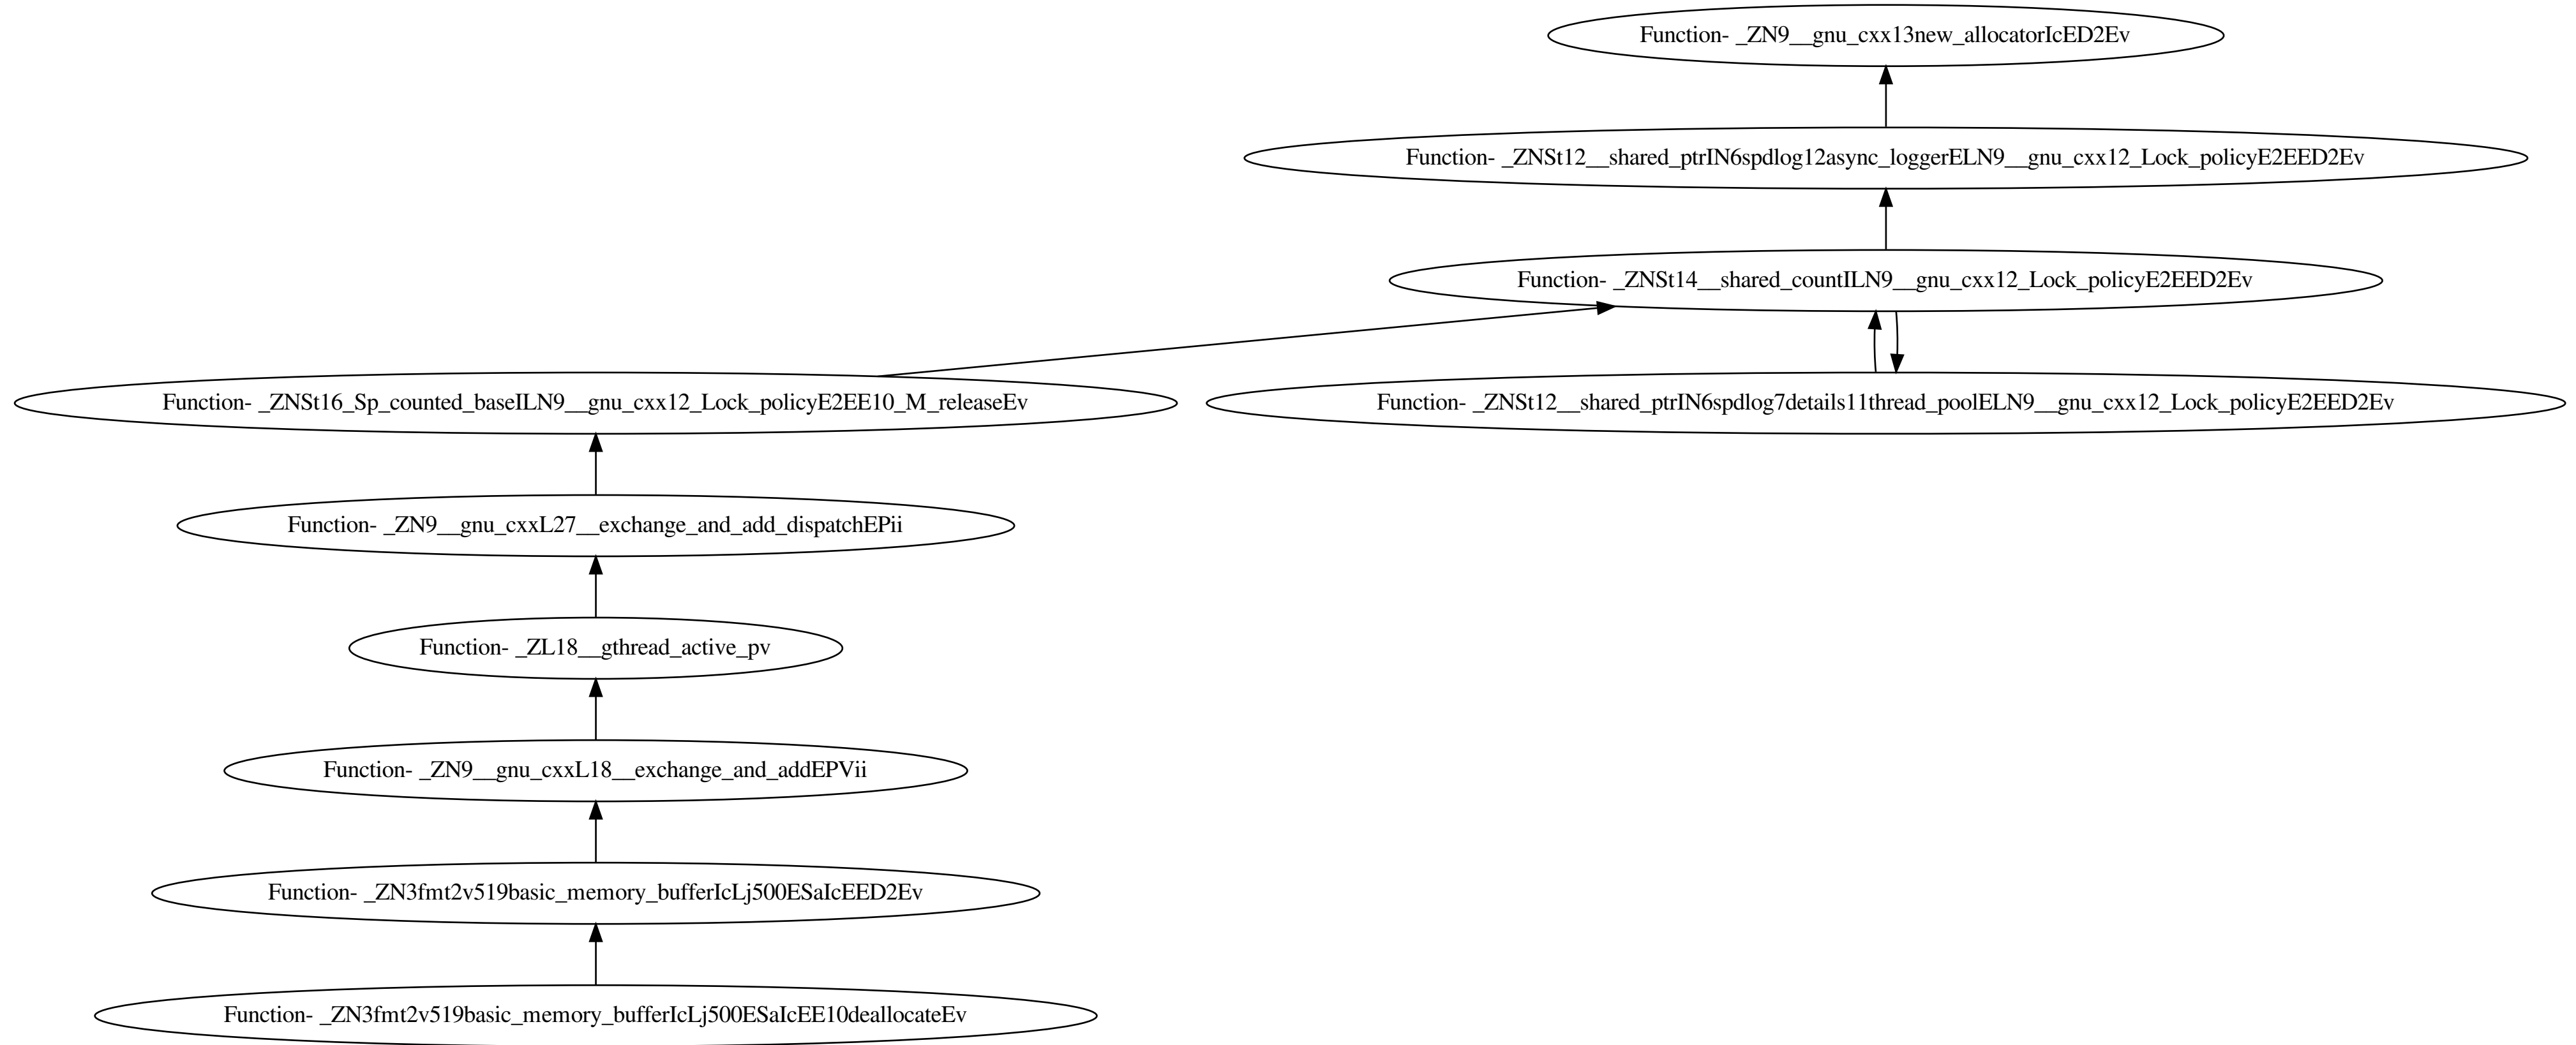 Function- _ZN9__gnu_cxx13new_allocatorIcED2Ev
Function- _ZNSt12__shared_ptrIN6spdlog12async_loggerELN9__gnu_cxx12_Lock_policyE2EED2Ev
Function- _ZNSt14__shared_countILN9__gnu_cxx12_Lock_policyE2EED2Ev
Function- _ZNSt16_Sp_counted_baseILN9__gnu_cxx12_Lock_policyE2EE10_M_releaseEv
Function- _ZNSt12__shared_ptrIN6spdlog7details11thread_poolELN9__gnu_cxx12_Lock_policyE2EED2Ev
Function- _ZN9__gnu_cxxL27__exchange_and_add_dispatchEPii
Function- _ZL18__gthread_active_pv
Function- _ZN9__gnu_cxxL18__exchange_and_addEPVii
Function- _ZN3fmt2v519basic_memory_bufferIcLj500ESaIcEED2Ev
Function- _ZN3fmt2v519basic_memory_bufferIcLj500ESaIcEE10deallocateEv